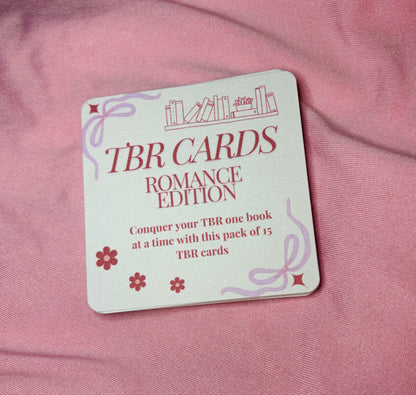 TBR CARDS
ROMANCE
EDITION
Conquer your TBR one book
at a time with this pack of 15
TBR cards